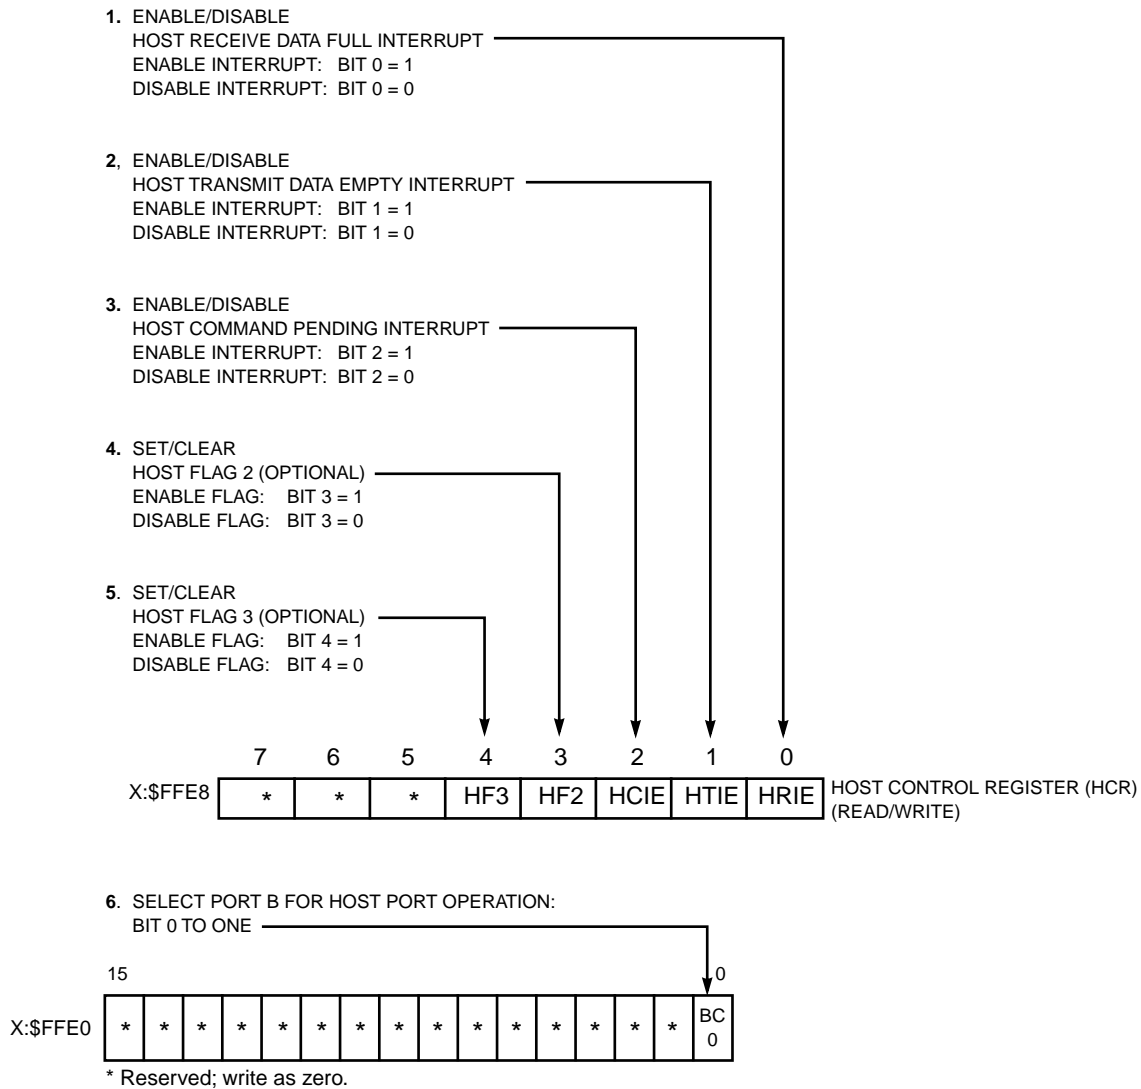 1. ENABLE/DISABLE
HOST RECEIVE DATA FULL INTERRUPT
ENABLE INTERRUPT: BIT 0 = 1
DISABLE INTERRUPT: BIT 0 = 0
2, ENABLE/DISABLE
HOST TRANSMIT DATA EMPTY INTERRUPT
ENABLE INTERRUPT: BIT 1 = 1
DISABLE INTERRUPT: BIT 1 = 0
3. ENABLE/DISABLE
HOST COMMAND PENDING INTERRUPT
ENABLE INTERRUPT: BIT 2 = 1
DISABLE INTERRUPT: BIT 2 = 0
4. SET/CLEAR
HOST FLAG 2 (OPTIONAL)
ENABLE FLAG: BIT 3 = 1
DISABLE FLAG: BIT 3 = 0
5. SET/CLEAR
HOST FLAG 3 (OPTIONAL)
ENABLE FLAG: BIT 4 = 1
DISABLE FLAG: BIT 4 = 0
7 6 5 4 3 2 1 0
X:$FFE8 * * * HF3 HF2 HCIE HTIE HRIE HOST CONTROL REGISTER (HCR)
(READ/WRITE)
6. SELECT PORT B FOR HOST PORT OPERATION:
BIT 0 TO ONE
15 0
X:$FFE0 * * * * * * * * * * * * * * * BC
0
* Reserved; write as zero.